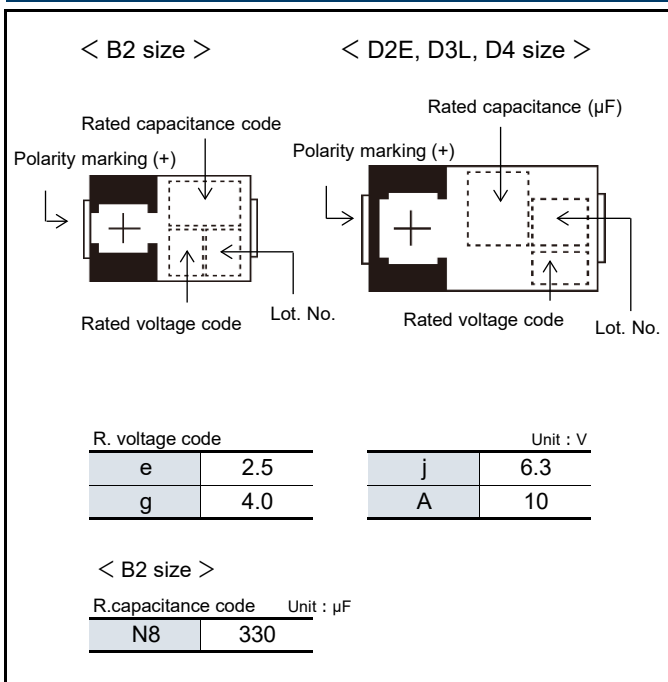 < B2 size >
< D2E, D3L, D4 size >
Rated capacitance (µF)
Rated capacitance code
Polarity marking (+)
Polarity marking (+)
Rated voltage code
Lot. No.
Rated voltage code
Lot. No.
R. voltage code
Unit : V
e 2.5 j 6.3
g 4.0 A 10
< B2 size >
R.capacitance code Unit : µF
N8 330